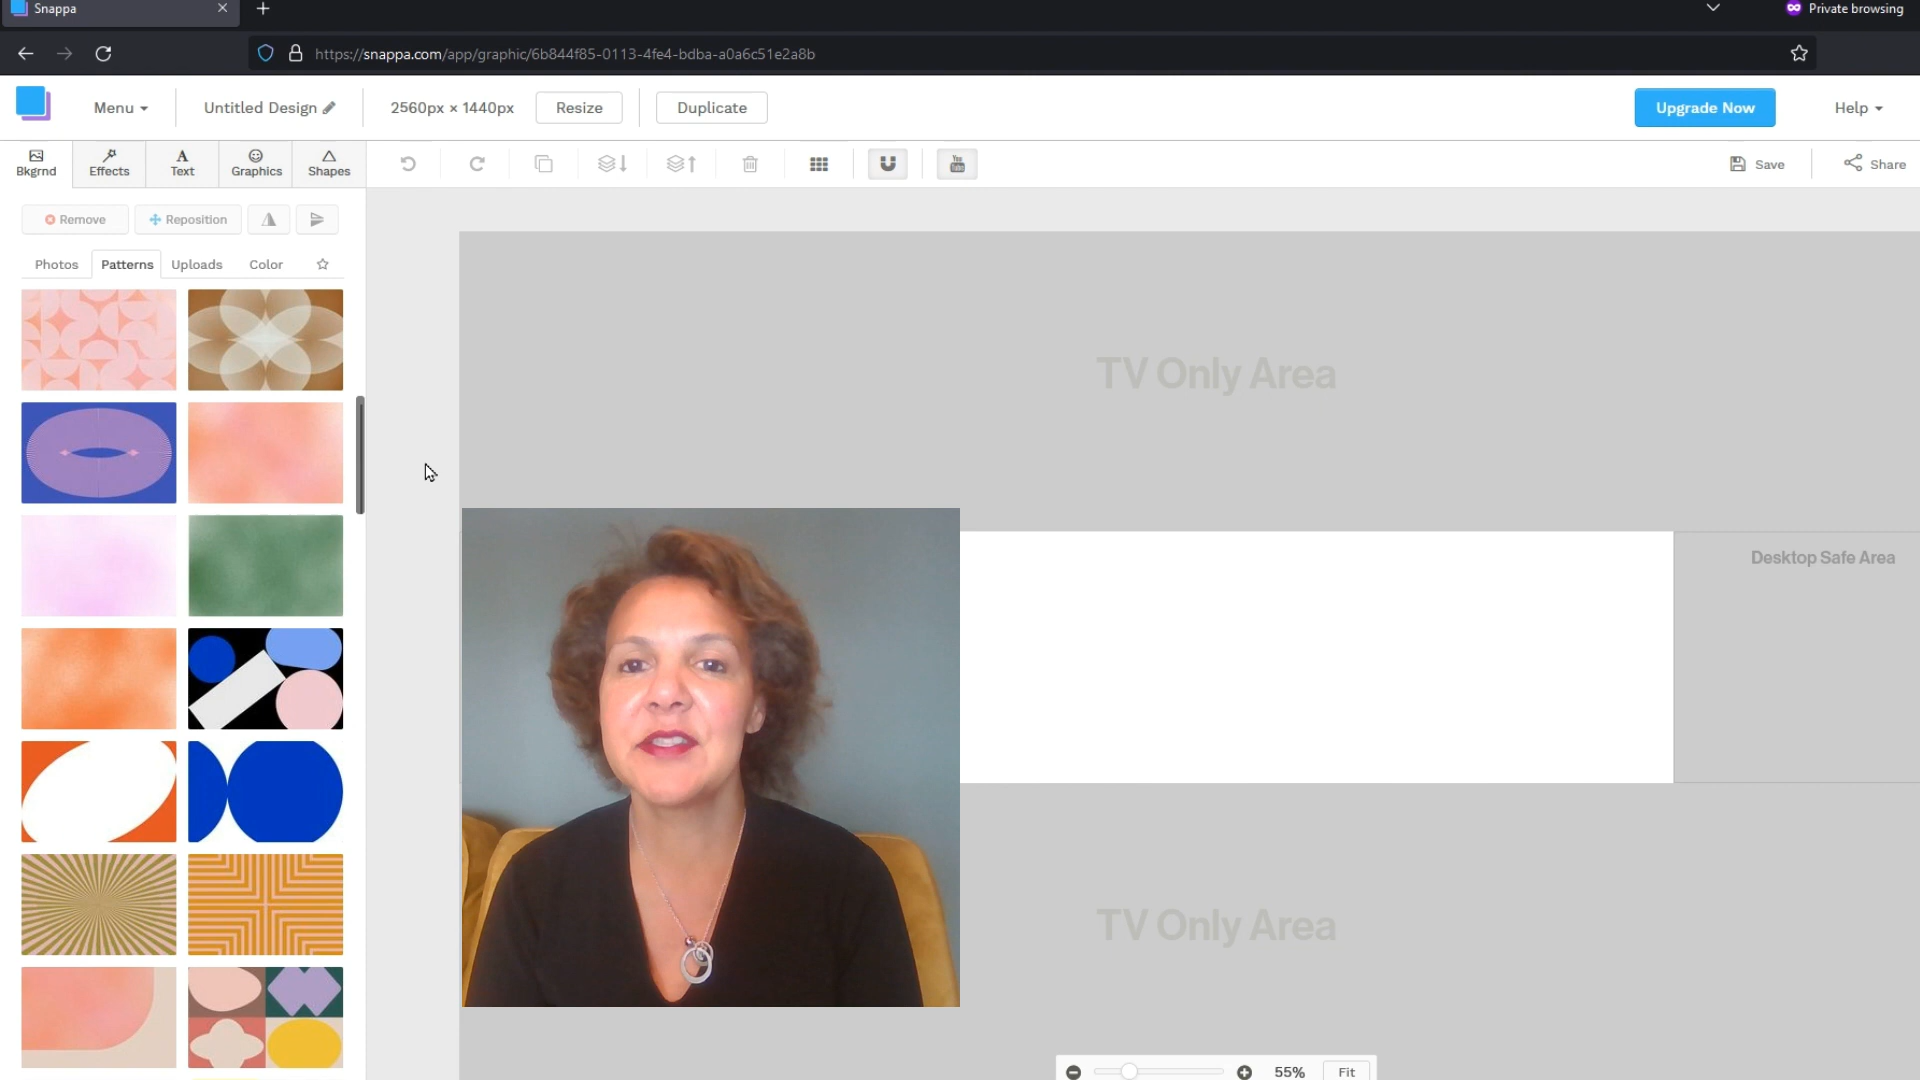 Snappa
Private browsing
https://snappa.com/app/graphic/6b844f85-0113-4fe4-bdba-a0a6c51e2a8b
Menu
Untitled Design
2560px × 1440px
Resize
Duplicate
Upgrade Now
Help
Bkgrnd
Effects
Text
Graphics
Shapes
You
Save
Share
Remove
Reposition
Photos
Patterns
Uploads
Color
TV Only Area
Desktop Safe Area
TV Only Area
55%
Fit